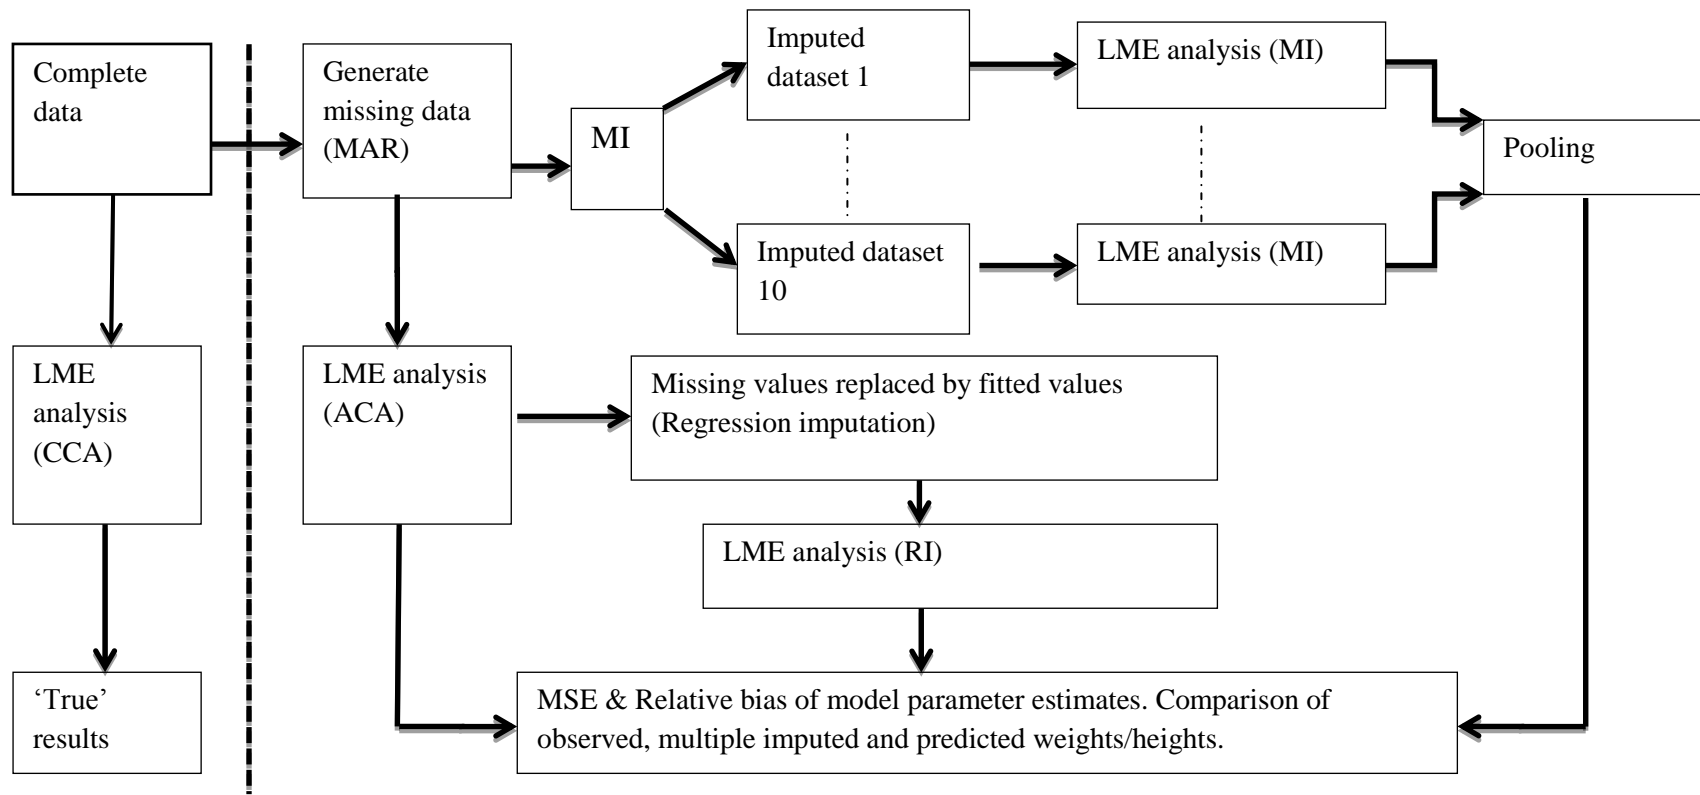 Complete
data
Generate
missing data
(MAR)
MI
Imputed
dataset 1
LME analysis (MI)
Pooling
Imputed dataset
10
LME analysis (MI)
LME
analysis
(CCA)
LME analysis
(ACA)
Missing values replaced by fitted values
(Regression imputation)
LME analysis (RI)
‘True’
results
MSE & Relative bias of model parameter estimates. Comparison of
observed, multiple imputed and predicted weights/heights.